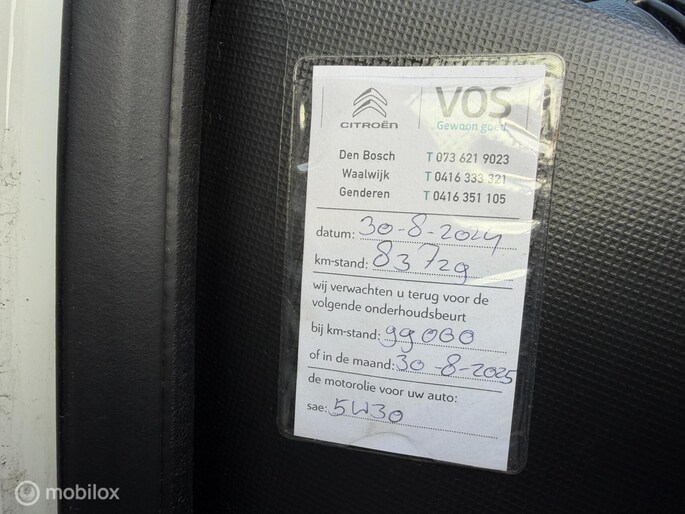 CITROËN VOS
Gewoon goed.
Den Bosch T 073 621 9023
Waalwijk T 0416 333 321
Genderen T 0416 351 105
datum: 30-8-2024
km-stand: 83729
wij verwachten u terug voor de
volgende onderhoudsbeurt
bij km-stand: 99000
of in de maand: 30-8-2025
de motorolie voor uw auto:
sae: 5W30
mobilox